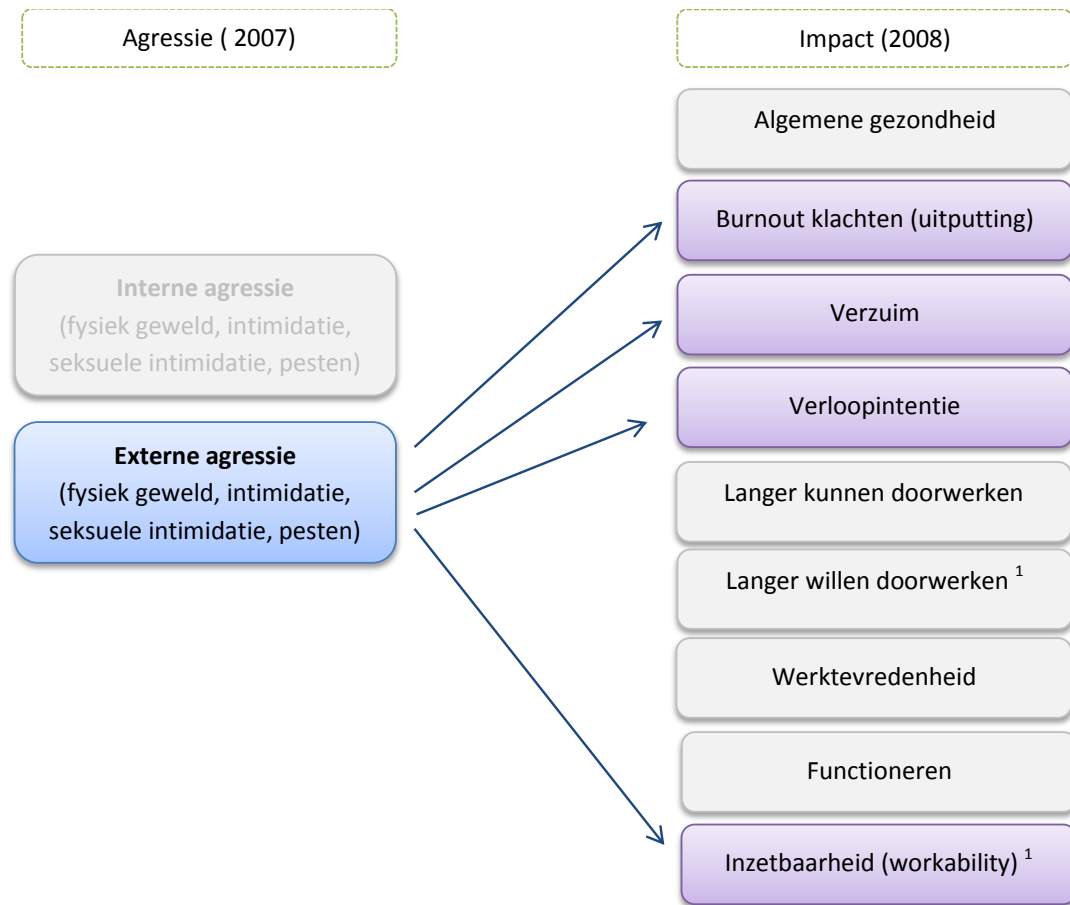 Agressie ( 2007)
Impact (2008)
Algemene gezondheid
Burnout klachten (uitputting)
Interne agressie
(fysiek geweld, intimidatie,
seksuele intimidatie, pesten)
Verzuim
Verloopintentie
Externe agressie
(fysiek geweld, intimidatie,
seksuele intimidatie, pesten)
Langer kunnen doorwerken
Langer willen doorwerken 1
Werktevredenheid
Functioneren
Inzetbaarheid (workability) 1